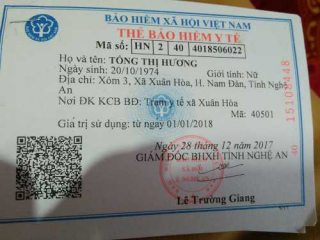 BẢO HIỂM XÃ HỘI VIỆT NAM
THẺ BẢO HIỂM Y TẾ
Mã số: HN 2 40 4018506022
Họ và tên: TỐNG THỊ HƯƠNG
Ngày sinh: 20/10/1974 Giới tính: Nữ
Địa chỉ: Xóm 3, Xã Xuân Hòa, H. Nam Đàn, Tỉnh Nghệ
An
Nơi ĐK KCB BĐ: Trạm y tế xã Xuân Hòa
Mã: 40501
Giá trị sử dụng: từ ngày 01/01/2018
Ngày 28 tháng 12 năm 2017
GIÁM ĐỐC BHXH TỈNH NGHỆ AN
Lê Trường Giang
40 15108448